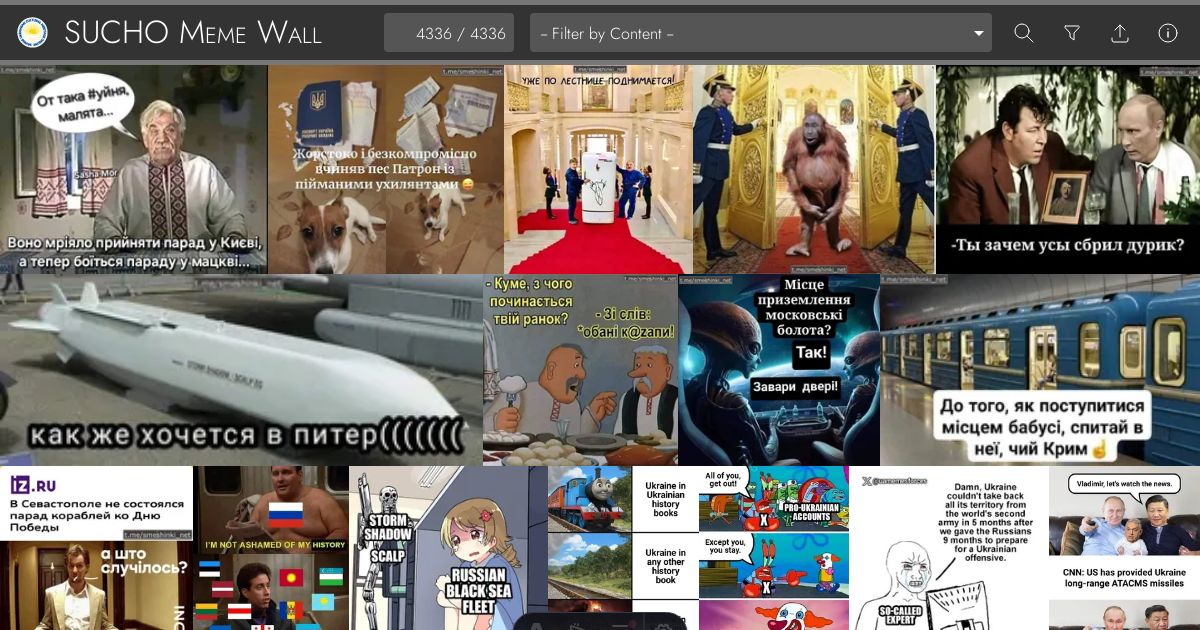 SUCHO Meme Wall
4336 / 4336
– Filter by Content –
t.me/smeshinki_net
От така #уйня,
малята...
Sasha Mor
Воно мріяло прийняти парад у Києві,
а тепер боїться параду у мацкві...
t.me/smeshinki_net
Жорстоко і безкомпромісно
вчиняв пес Патрон із
пійманими ухилянтами 😄
t.me/smeshinki_net
УЖЕ ПО ЛЕСТНИЦЕ ПОДНИМАЕТСЯ!
t.me/smeshinki_net
t.me/smeshinki_net
-Ты зачем усы сбрил дурик?
t.me/smeshinki_net
STORM SHADOW / SCALP EG
как же хочется в питер(((((((
t.me/smeshinki_net
- Куме, з чого
починається
твій ранок?
- Зі слів:
*обані к@zапи!
t.me/smeshinki_net
Місце
приземлення
московські
болота?
Так!
Завари двері!
t.me/smeshinki_net
До того, як поступитися
місцем бабусі, спитай в
неї, чий Крим☝
iz.RU
В Севастополе не состоялся
парад кораблей ко Дню
Победы
t.me/smeshinki_net
а што
случілось?
I'M NOT ASHAMED OF MY HISTORY
STORM
SHADOW
SCALP
RUSSIAN
BLACK SEA
FLEET
Ukraine in
Ukrainian
history
books
Ukraine in
any other
history
book
All of you,
get out!
X
PRO-UKRAINIAN
ACCOUNTS
Except you,
you stay.
X
X @uamemesforces
Damn, Ukraine
couldn't take back
all its territory from
the world's second
army in 5 months after
we gave the Russians
9 months to prepare
for a Ukrainian
offensive.
SO-CALLED
EXPERT
Vladimir, let's watch the news.
CNN: US has provided Ukraine
long-range ATACMS missiles